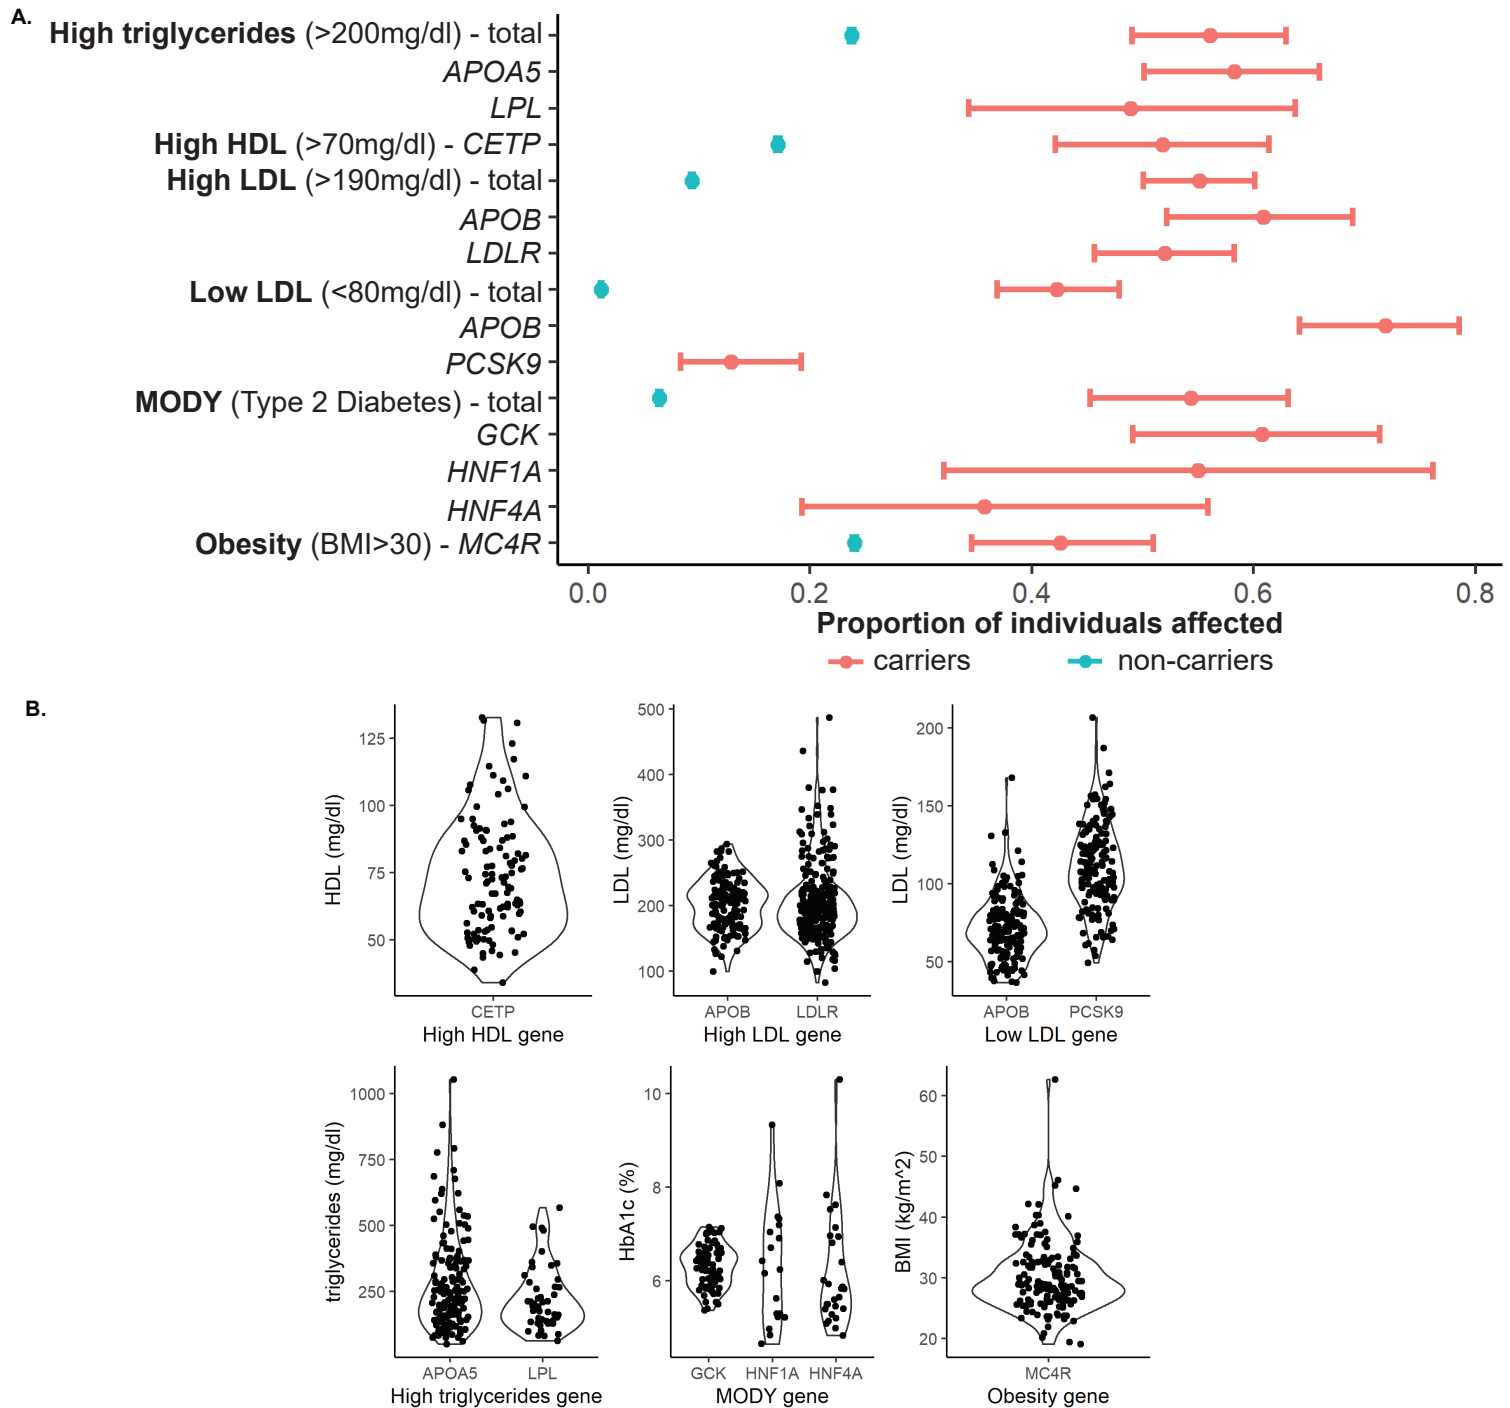 A.
High triglycerides (>200mg/dl) - total
APOA5
LPL
High HDL (>70mg/dl) - CETP
High LDL (>190mg/dl) - total
APOB
LDLR
Low LDL (<80mg/dl) - total
APOB
PCSK9
MODY (Type 2 Diabetes) - total
GCK
HNF1A
HNF4A
Obesity (BMI>30) - MC4R
0.0 0.2 0.4 0.6 0.8
Proportion of individuals affected
carriers non-carriers
B.
HDL (mg/dl)
125
100
75
50
CETP
High HDL gene
LDL (mg/dl)
500
400
300
200
100
APOB LDLR
High LDL gene
LDL (mg/dl)
200
150
100
50
APOB PCSK9
Low LDL gene
triglycerides (mg/dl)
1000
750
500
250
APOA5 LPL
High triglycerides gene
HbA1c (%)
10
8
6
GCK HNF1A HNF4A
MODY gene
BMI (kg/m^2)
60
50
40
30
20
MC4R
Obesity gene